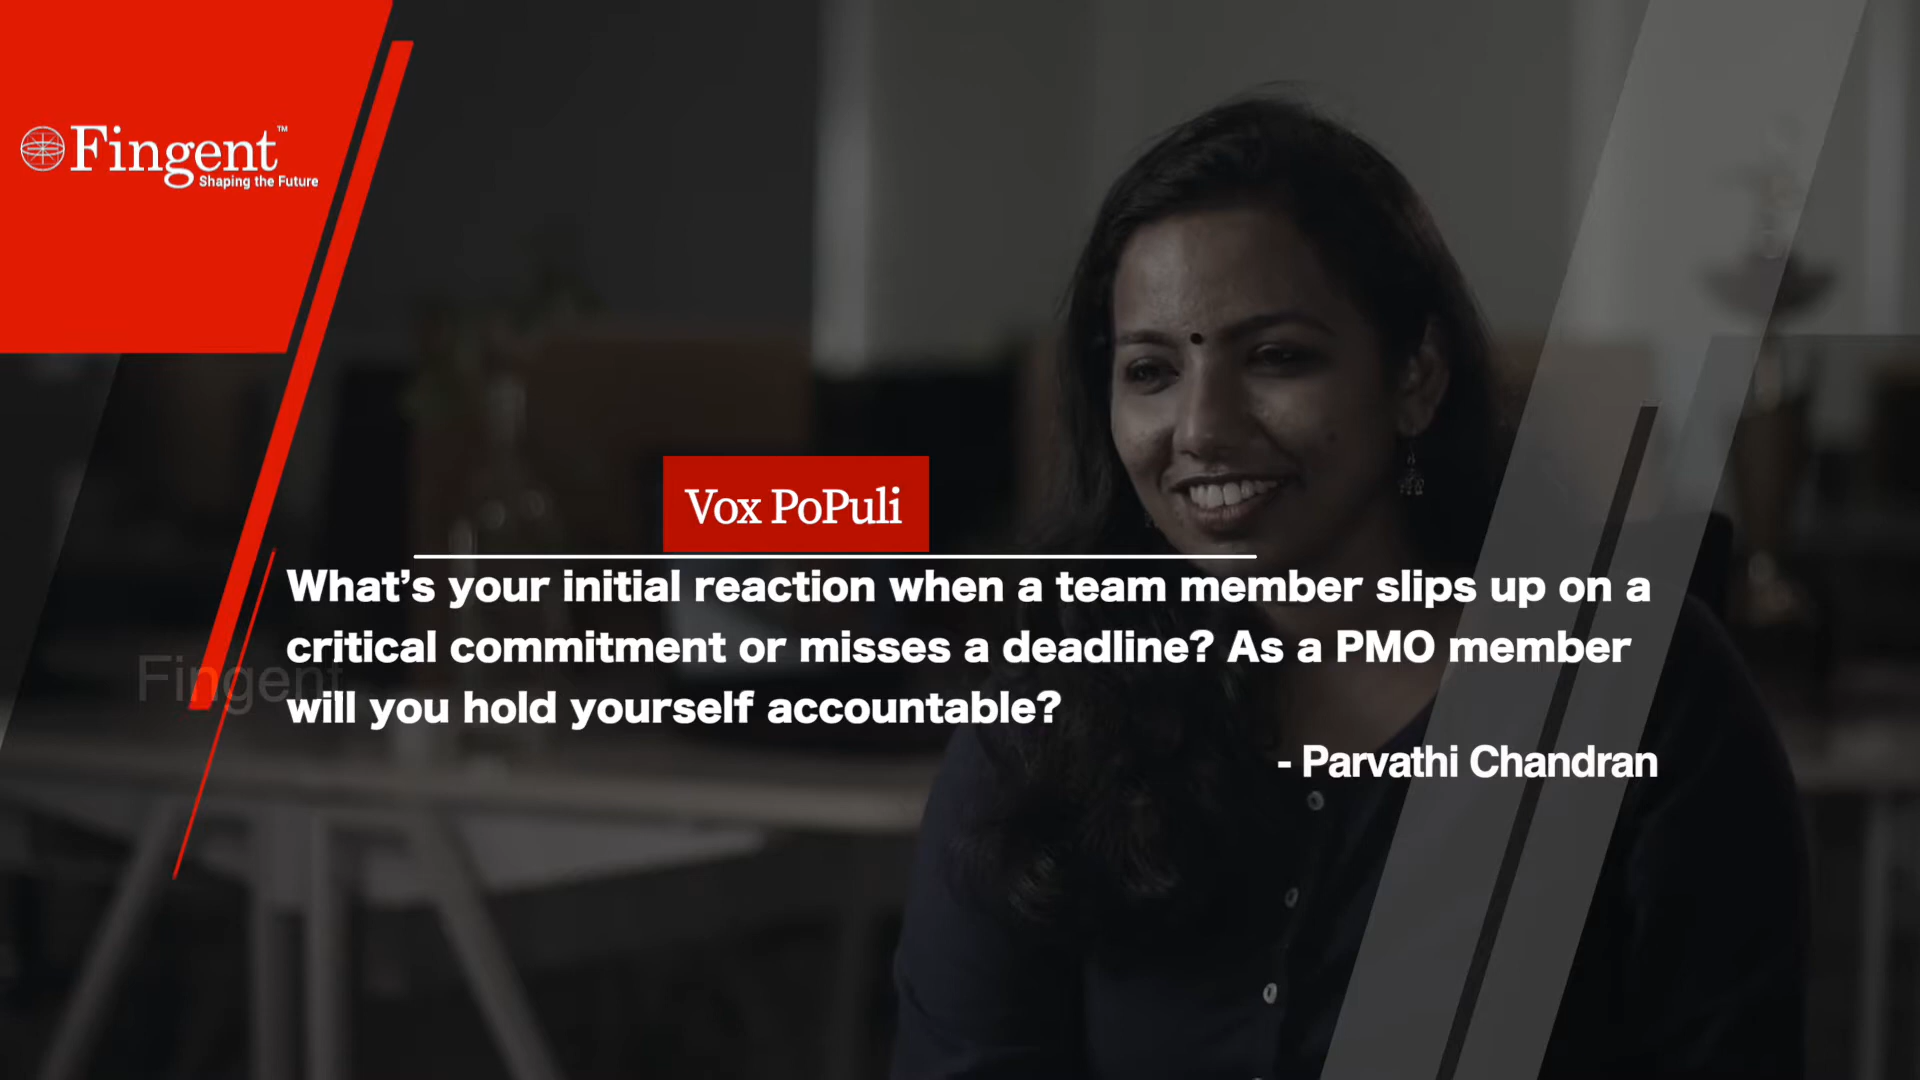 Fingent™
Shaping the Future
Vox PoPuli
What’s your initial reaction when a team member slips up on a
critical commitment or misses a deadline? As a PMO member
Fingent
will you hold yourself accountable?
- Parvathi Chandran